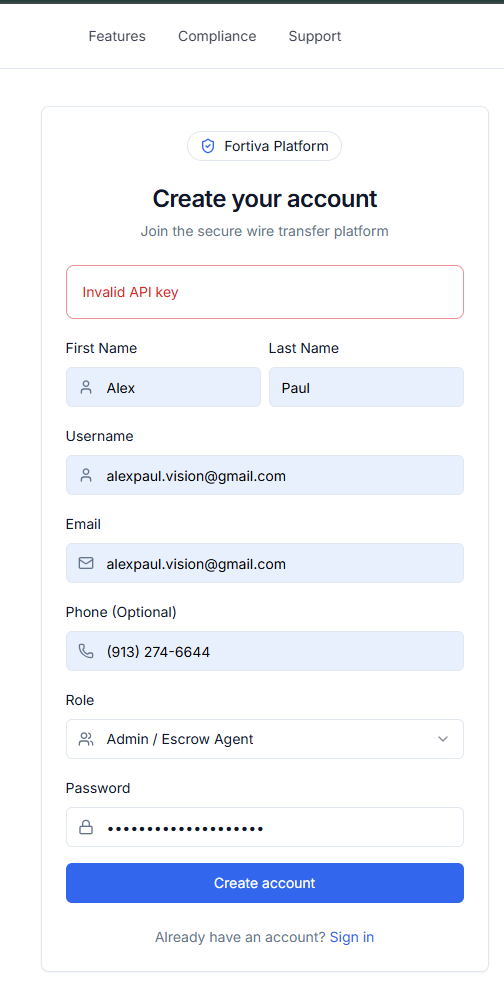 Features Compliance Support
Fortiva Platform
Create your account
Join the secure wire transfer platform
Invalid API key
First Name Last Name
Alex Paul
Username
alexpaul.vision@gmail.com
Email
alexpaul.vision@gmail.com
Phone (Optional)
(913) 274-6644
Role
Admin / Escrow Agent
Password
••••••••••••••••••••
Create account
Already have an account? Sign in